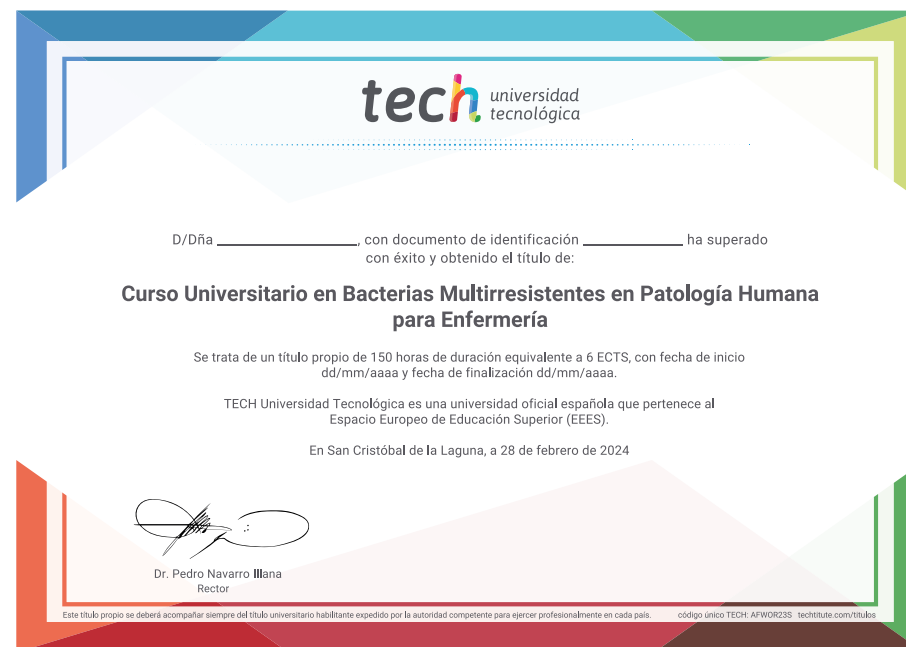 tech universidad
tecnológica
D/Dña ____________, con documento de identificación ____________ ha superado
con éxito y obtenido el título de:
Curso Universitario en Bacterias Multirresistentes en Patología Humana
para Enfermería
Se trata de un título propio de 150 horas de duración equivalente a 6 ECTS, con fecha de inicio
dd/mm/aaaa y fecha de finalización dd/mm/aaaa.
TECH Universidad Tecnológica es una universidad oficial española que pertenece al
Espacio Europeo de Educación Superior (EEES).
En San Cristóbal de la Laguna, a 28 de febrero de 2024
Dr. Pedro Navarro Illana
Rector
Este título propio se deberá acompañar siempre del título universitario habilitante expedido por la autoridad competente para ejercer profesionalmente en cada país. código único TECH: AFWOR23S techtitute.com/titulos